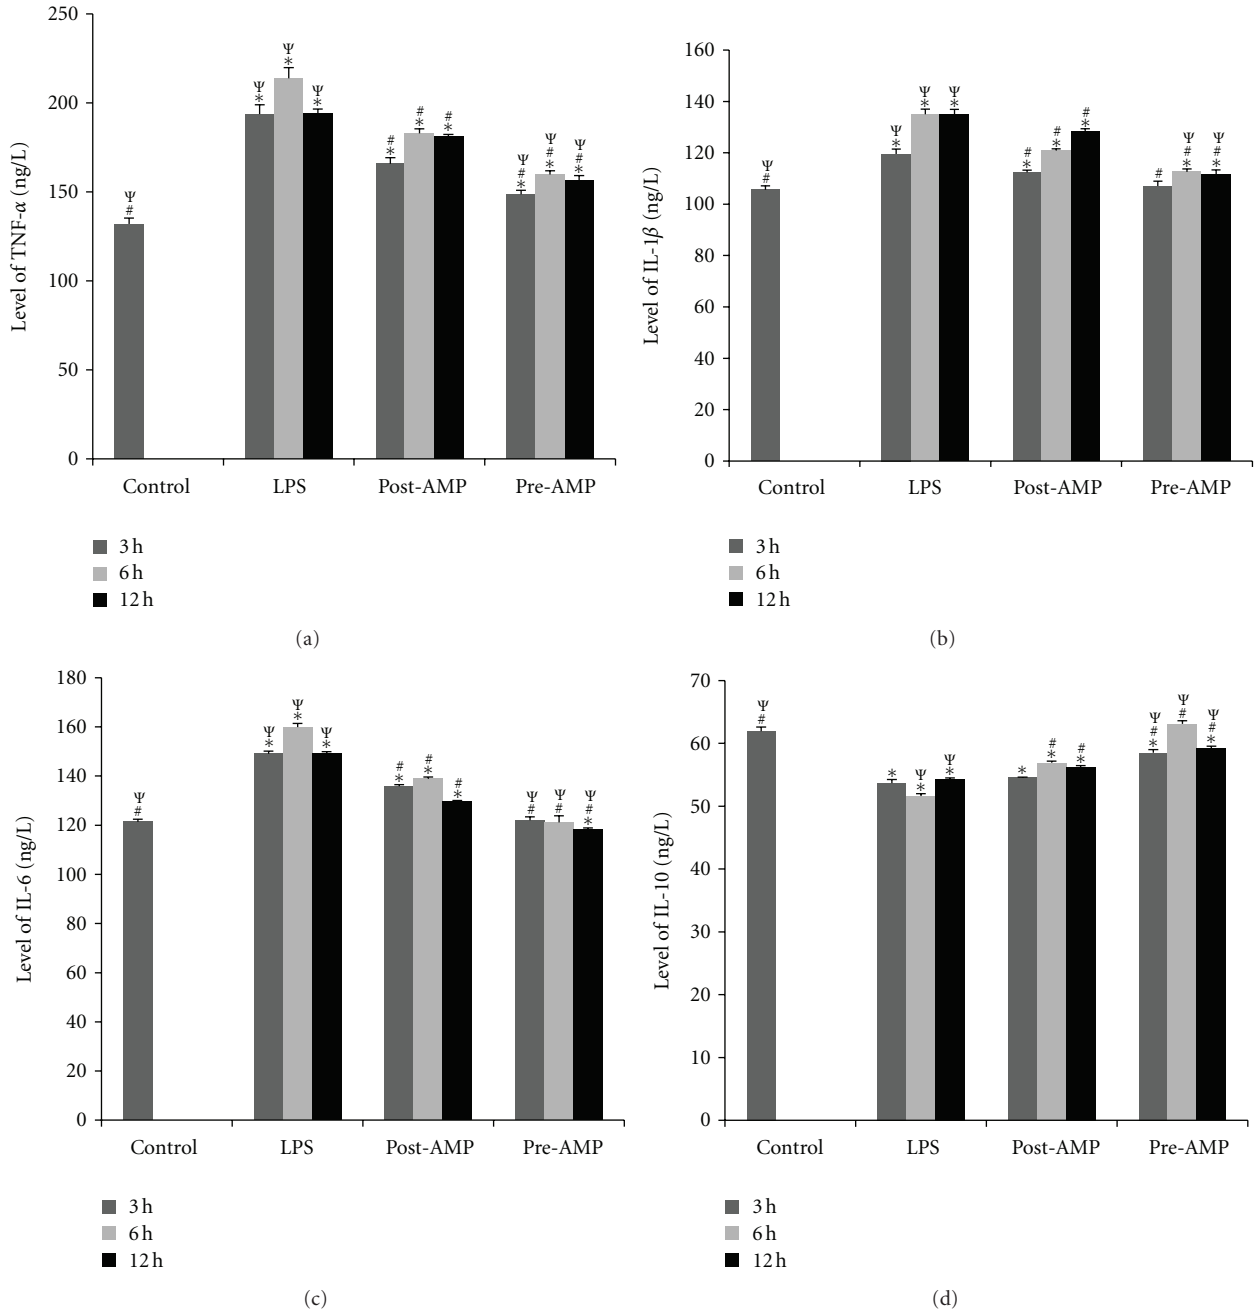 250
200
150
100
50
0
Level of TNF-α (ng/L)
Ψ
#
Ψ
*
Ψ
*
Ψ
*
#
*
#
*
#
*
Ψ
#
*
Ψ
#
*
Ψ
#
*
Control LPS Post-AMP Pre-AMP
3 h
6 h
12 h
(a)
160
140
120
100
80
60
40
20
0
Level of IL-1β (ng/L)
Ψ
#
Ψ
*
Ψ
*
Ψ
*
#
*
#
*
#
*
#
Ψ
#
*
Ψ
#
*
Control LPS Post-AMP Pre-AMP
3 h
6 h
12 h
(b)
180
160
140
120
100
80
60
40
20
0
Level of IL-6 (ng/L)
Ψ
#
Ψ
*
Ψ
*
Ψ
*
#
*
#
*
#
*
Ψ
#
Ψ
#
Ψ
#
*
Control LPS Post-AMP Pre-AMP
3 h
6 h
12 h
(c)
70
60
50
40
30
20
10
0
Level of IL-10 (ng/L)
Ψ
#
*
Ψ
*
Ψ
*
*
#
*
#
*
Ψ
#
*
Ψ
#
Ψ
#
*
Control LPS Post-AMP Pre-AMP
3 h
6 h
12 h
(d)